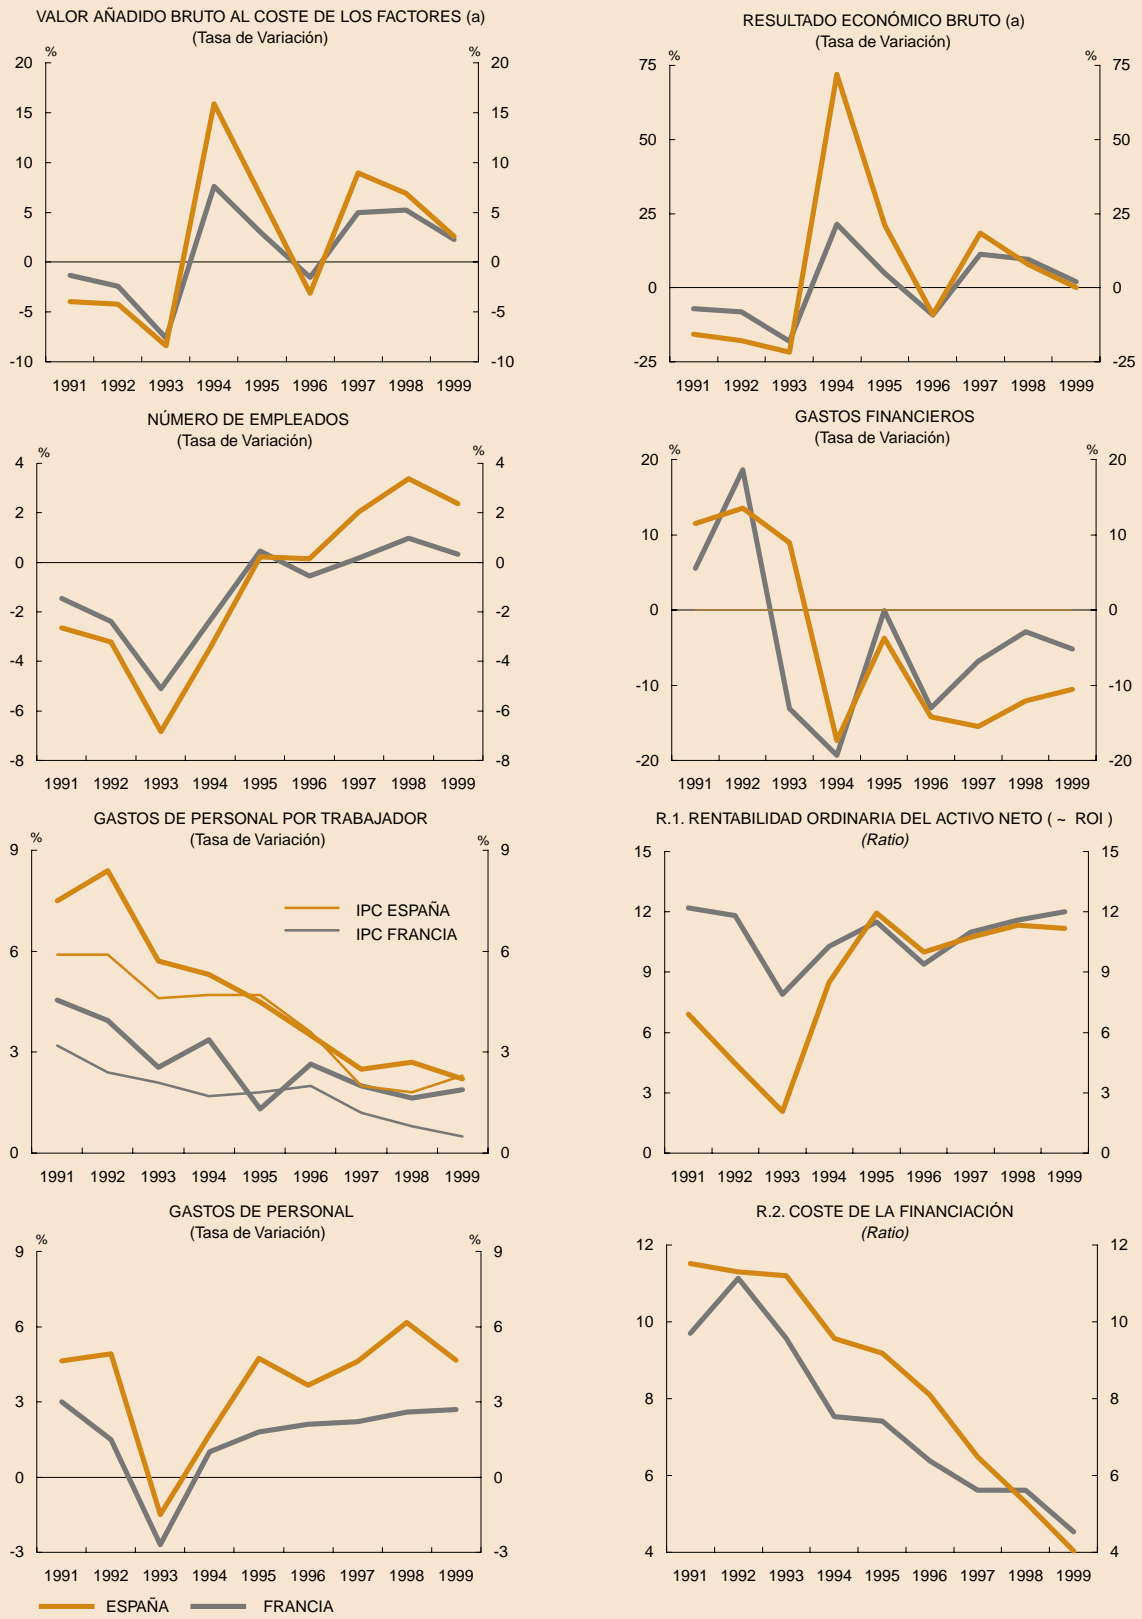 VALOR AÑADIDO BRUTO AL COSTE DE LOS FACTORES (a)
(Tasa de Variación)
% %
20 20
15 15
10 10
5 5
0 0
-5 -5
-10 -10
1991 1992 1993 1994 1995 1996 1997 1998 1999
RESULTADO ECONÓMICO BRUTO (a)
(Tasa de Variación)
% %
75 75
50 50
25 25
0 0
-25 -25
1991 1992 1993 1994 1995 1996 1997 1998 1999
NÚMERO DE EMPLEADOS
(Tasa de Variación)
% %
4 4
2 2
0 0
-2 -2
-4 -4
-6 -6
-8 -8
1991 1992 1993 1994 1995 1996 1997 1998 1999
GASTOS FINANCIEROS
(Tasa de Variación)
% %
20 20
10 10
0 0
-10 -10
-20 -20
1991 1992 1993 1994 1995 1996 1997 1998 1999
GASTOS DE PERSONAL POR TRABAJADOR
(Tasa de Variación)
% %
9 9
IPC ESPAÑA
IPC FRANCIA
6 6
3 3
0 0
1991 1992 1993 1994 1995 1996 1997 1998 1999
R.1. RENTABILIDAD ORDINARIA DEL ACTIVO NETO ( ~ ROI )
(Ratio)
15 15
12 12
9 9
6 6
3 3
0 0
1991 1992 1993 1994 1995 1996 1997 1998 1999
GASTOS DE PERSONAL
(Tasa de Variación)
% %
9 9
6 6
3 3
0 0
-3 -3
1991 1992 1993 1994 1995 1996 1997 1998 1999
R.2. COSTE DE LA FINANCIACIÓN
(Ratio)
12 12
10 10
8 8
6 6
4 4
1991 1992 1993 1994 1995 1996 1997 1998 1999
ESPAÑA FRANCIA